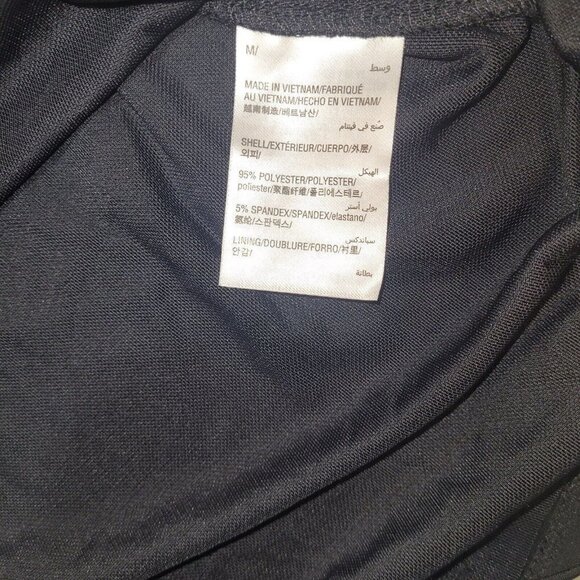 M/
وسط
MADE IN VIETNAM/FABRIQUÉ
AU VIETNAM/HECHO EN VIETNAM/
越南制造/베트남산/
صُنع في فيتنام
SHELL/EXTÉRIEUR/CUERPO/外层/
외피/
الهيكل
95% POLYESTER/POLYESTER/
poliester/聚酯纤维/폴리에스테르/
بولي أستر
5% SPANDEX/SPANDEX/elastano/
氨纶/스판덱스/
سباندكس
LINING/DOUBLURE/FORRO/衬里/
안감/
بطانة